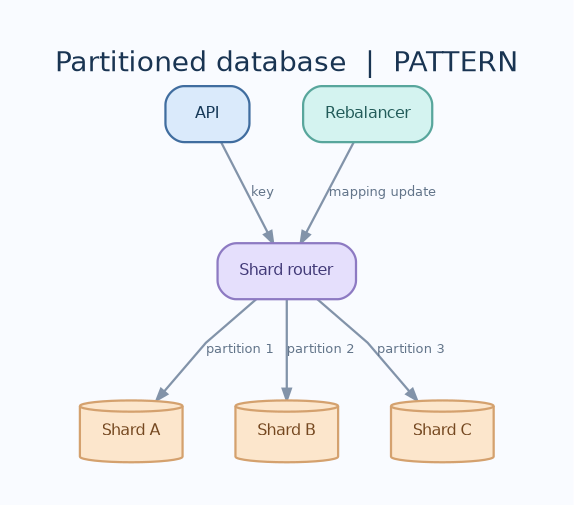 Partitioned database | PATTERN
API
Rebalancer
key
mapping update
Shard router
partition 1
partition 2
partition 3
Shard A
Shard B
Shard C